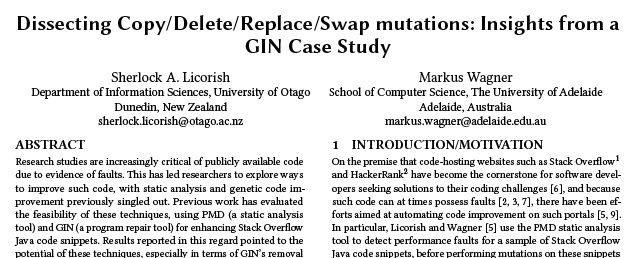 Dissecting Copy/Delete/Replace/Swap mutations: Insights from a
GIN Case Study
Sherlock A. Licorish
Department of Information Sciences, University of Otago
Dunedin, New Zealand
sherlock.licorish@otago.ac.nz
Markus Wagner
School of Computer Science, The University of Adelaide
Adelaide, Australia
markus.wagner@adelaide.edu.au
ABSTRACT
Research studies are increasingly critical of publicly available code
due to evidence of faults. This has led researchers to explore ways
to improve such code, with static analysis and genetic code im-
provement previously singled out. Previous work has evaluated
the feasibility of these techniques, using PMD (a static analysis
tool) and GIN (a program repair tool) for enhancing Stack Overflow
Java code snippets. Results reported in this regard pointed to the
potential of these techniques, especially in terms of GIN's removal
1 INTRODUCTION/MOTIVATION
On the premise that code-hosting websites such as Stack Overflow1
and HackerRank2 have become the cornerstone for software devel-
opers seeking solutions to their coding challenges [6], and because
such code can at times possess faults [2, 3, 7], there have been ef-
forts aimed at automating code improvement on such portals [5, 9].
In particular, Licorish and Wagner [5] use the PMD static analysis
tool to detect performance faults for a sample of Stack Overflow
Java code snippets, before performing mutations on these snippets